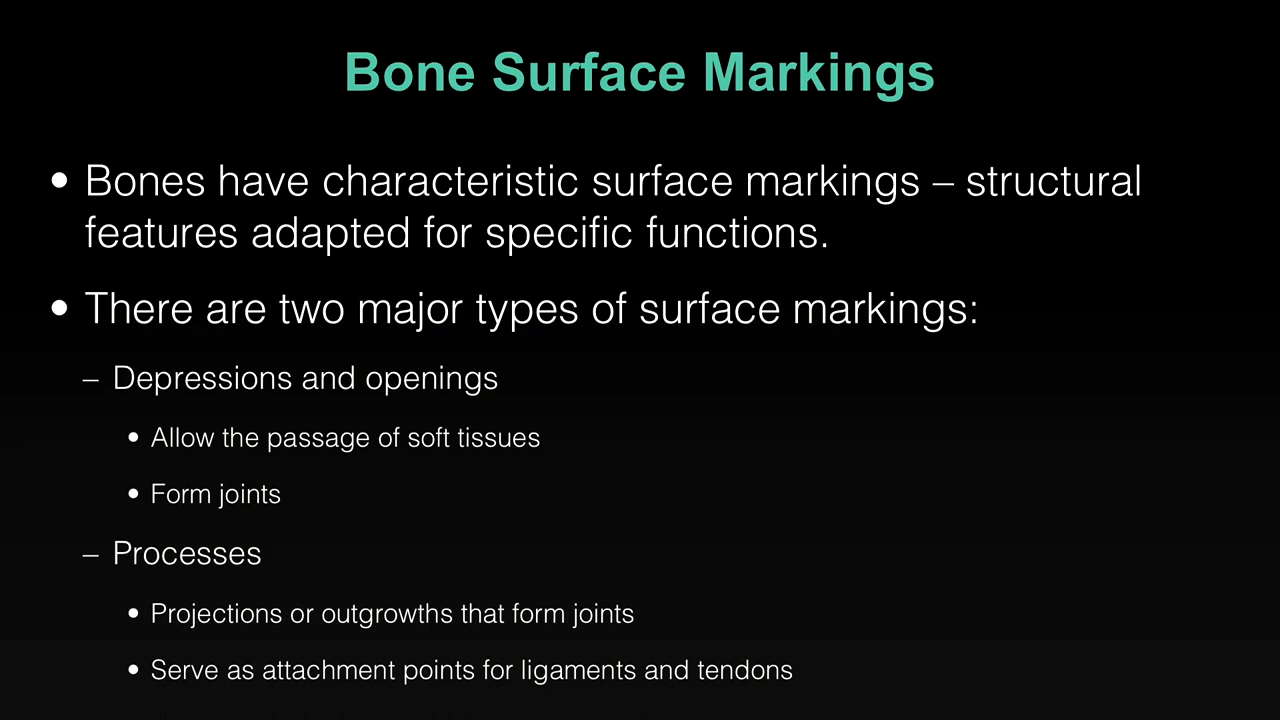 Bone Surface Markings
• Bones have characteristic surface markings – structural
features adapted for specific functions.
• There are two major types of surface markings:
– Depressions and openings
• Allow the passage of soft tissues
• Form joints
– Processes
• Projections or outgrowths that form joints
• Serve as attachment points for ligaments and tendons